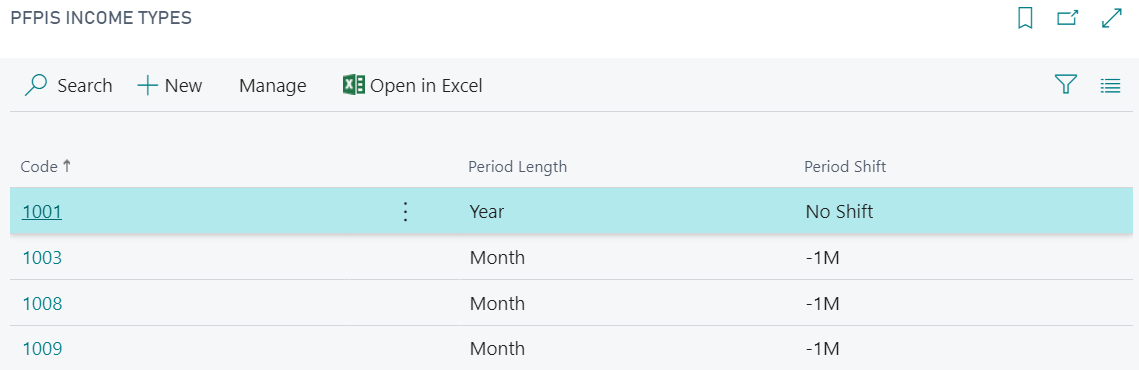 PFPIS INCOME TYPES
Search New Manage Open in Excel
Code ↑ Period Length Period Shift
1001 Year No Shift
1003 Month -1M
1008 Month -1M
1009 Month -1M